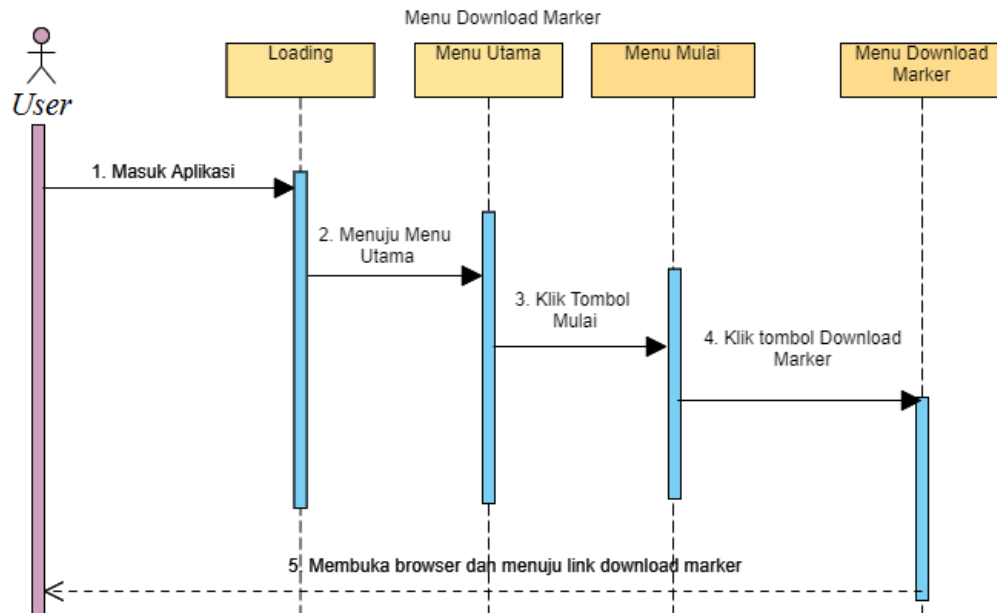 Menu Download Marker
User
Loading
Menu Utama
Menu Mulai
Menu Download
Marker
1. Masuk Aplikasi
2. Menuju Menu
Utama
3. Klik Tombol
Mulai
4. Klik tombol Download
Marker
5. Membuka browser dan menuju link download marker